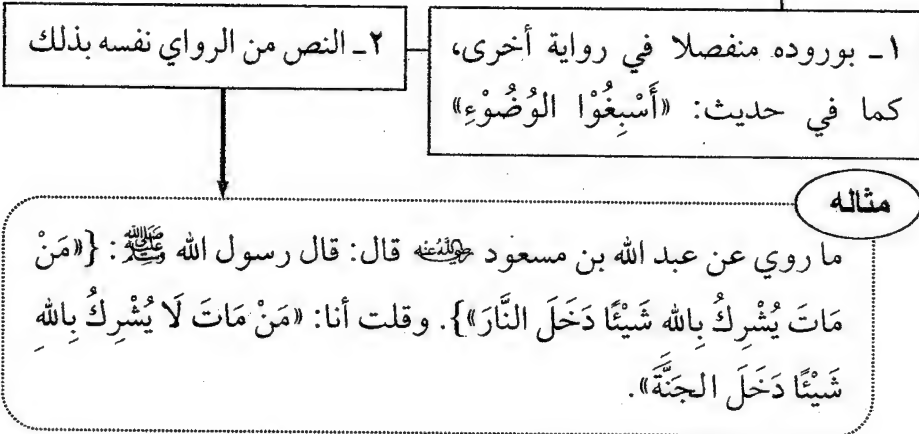 ١ـ بوروده منفصلا في رواية أخرى،
كما في حديث: «أَسْبِغُوْا الوُضُوْءِ»
٢ـ النص من الرواي نفسه بذلك
مثاله
ما روي عن عبد الله بن مسعود رضي الله عنه قال: قال رسول الله ﷺ: {«مَنْ
مَاتَ يُشْرِكُ بِالله شَيْئًا دَخَلَ النَّارَ»}. وقلت أنا: «مَنْ مَاتَ لَا يُشْرِكُ بِاللهِ
شَيْئًا دَخَلَ الجَنَّةَ».